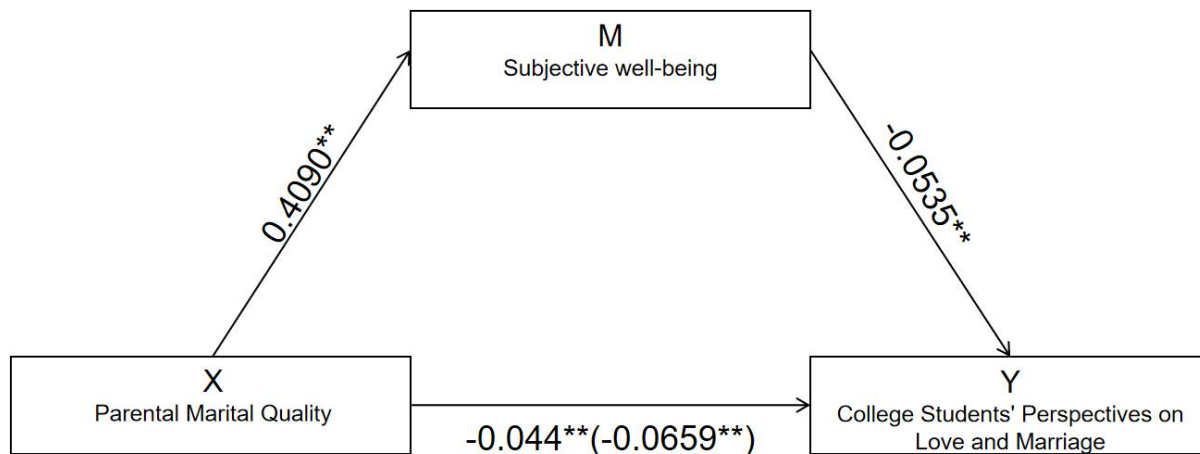 M
Subjective well-being
0.4090**
-0.0535**
X
Parental Marital Quality
-0.044**(-0.0659**)
Y
College Students' Perspectives on
Love and Marriage